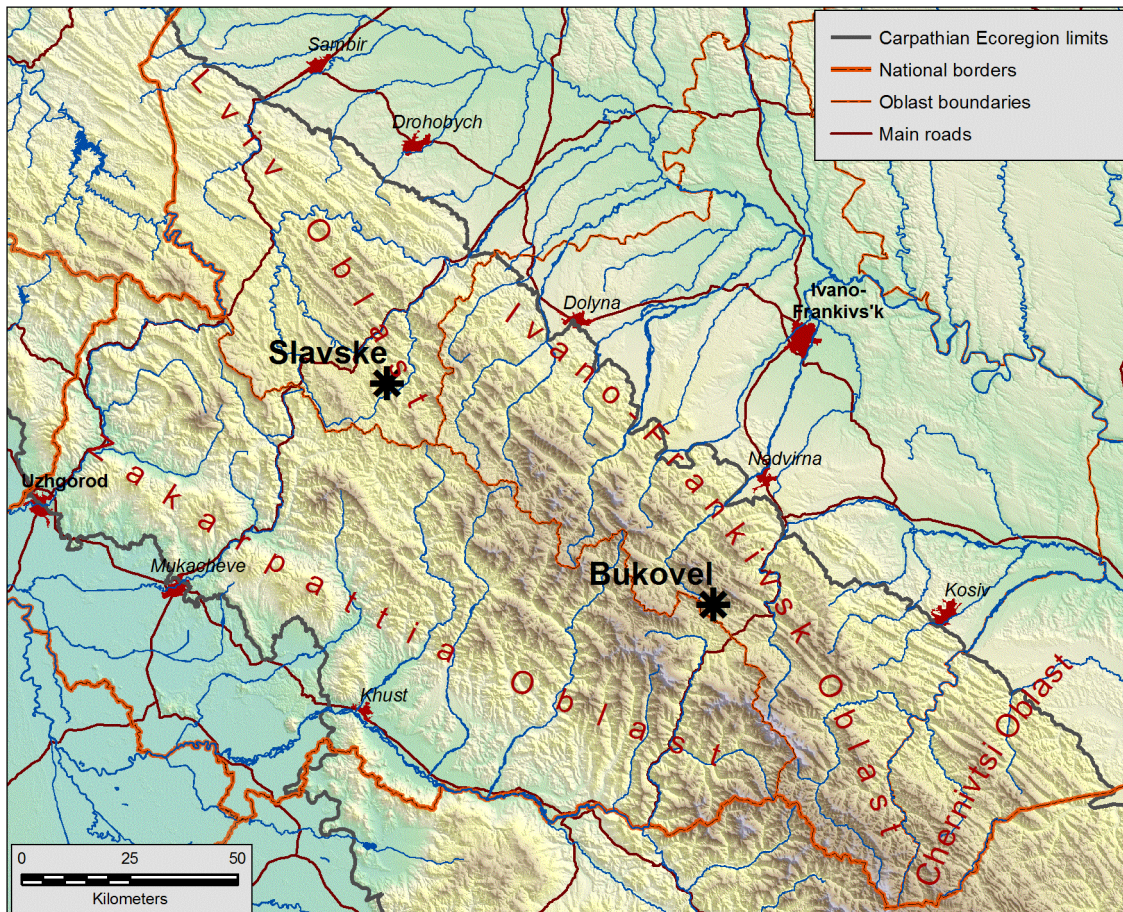 Carpathian Ecoregion limits
National borders
Oblast boundaries
Main roads
Sambir
Drohobych
Lviv Oblast
Dolyna
Ivano-
Frankivs'k
Slavske
Ivano-Frankivsk Oblast
Nadvirna
Uzhgorod
Mukacheve
akarpattia Oblast
Bukovel
Kosiv
Khust
Chernivtsi Oblast
0 25 50
Kilometers